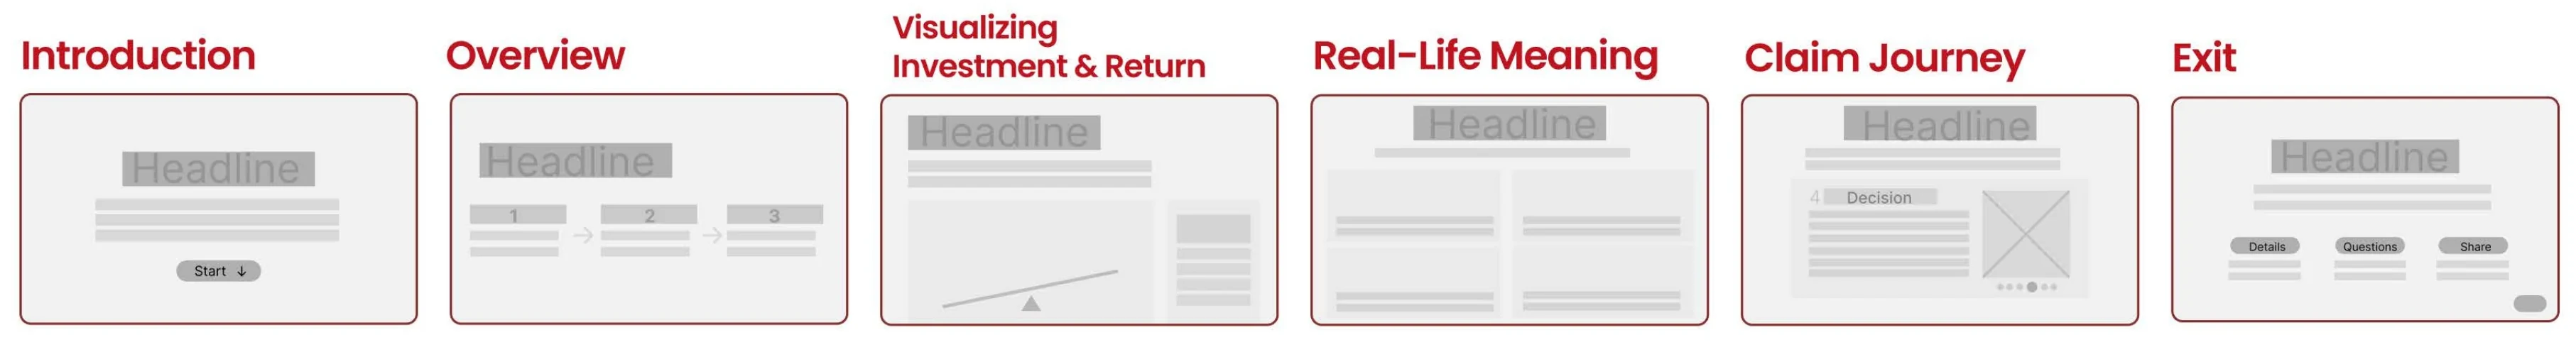 Introduction
Headline
Start ↓
Overview
Headline
1 → 2 → 3
Visualizing
Investment & Return
Headline
Real-Life Meaning
Headline
Claim Journey
Headline
4 Decision
Exit
Headline
Details Questions Share